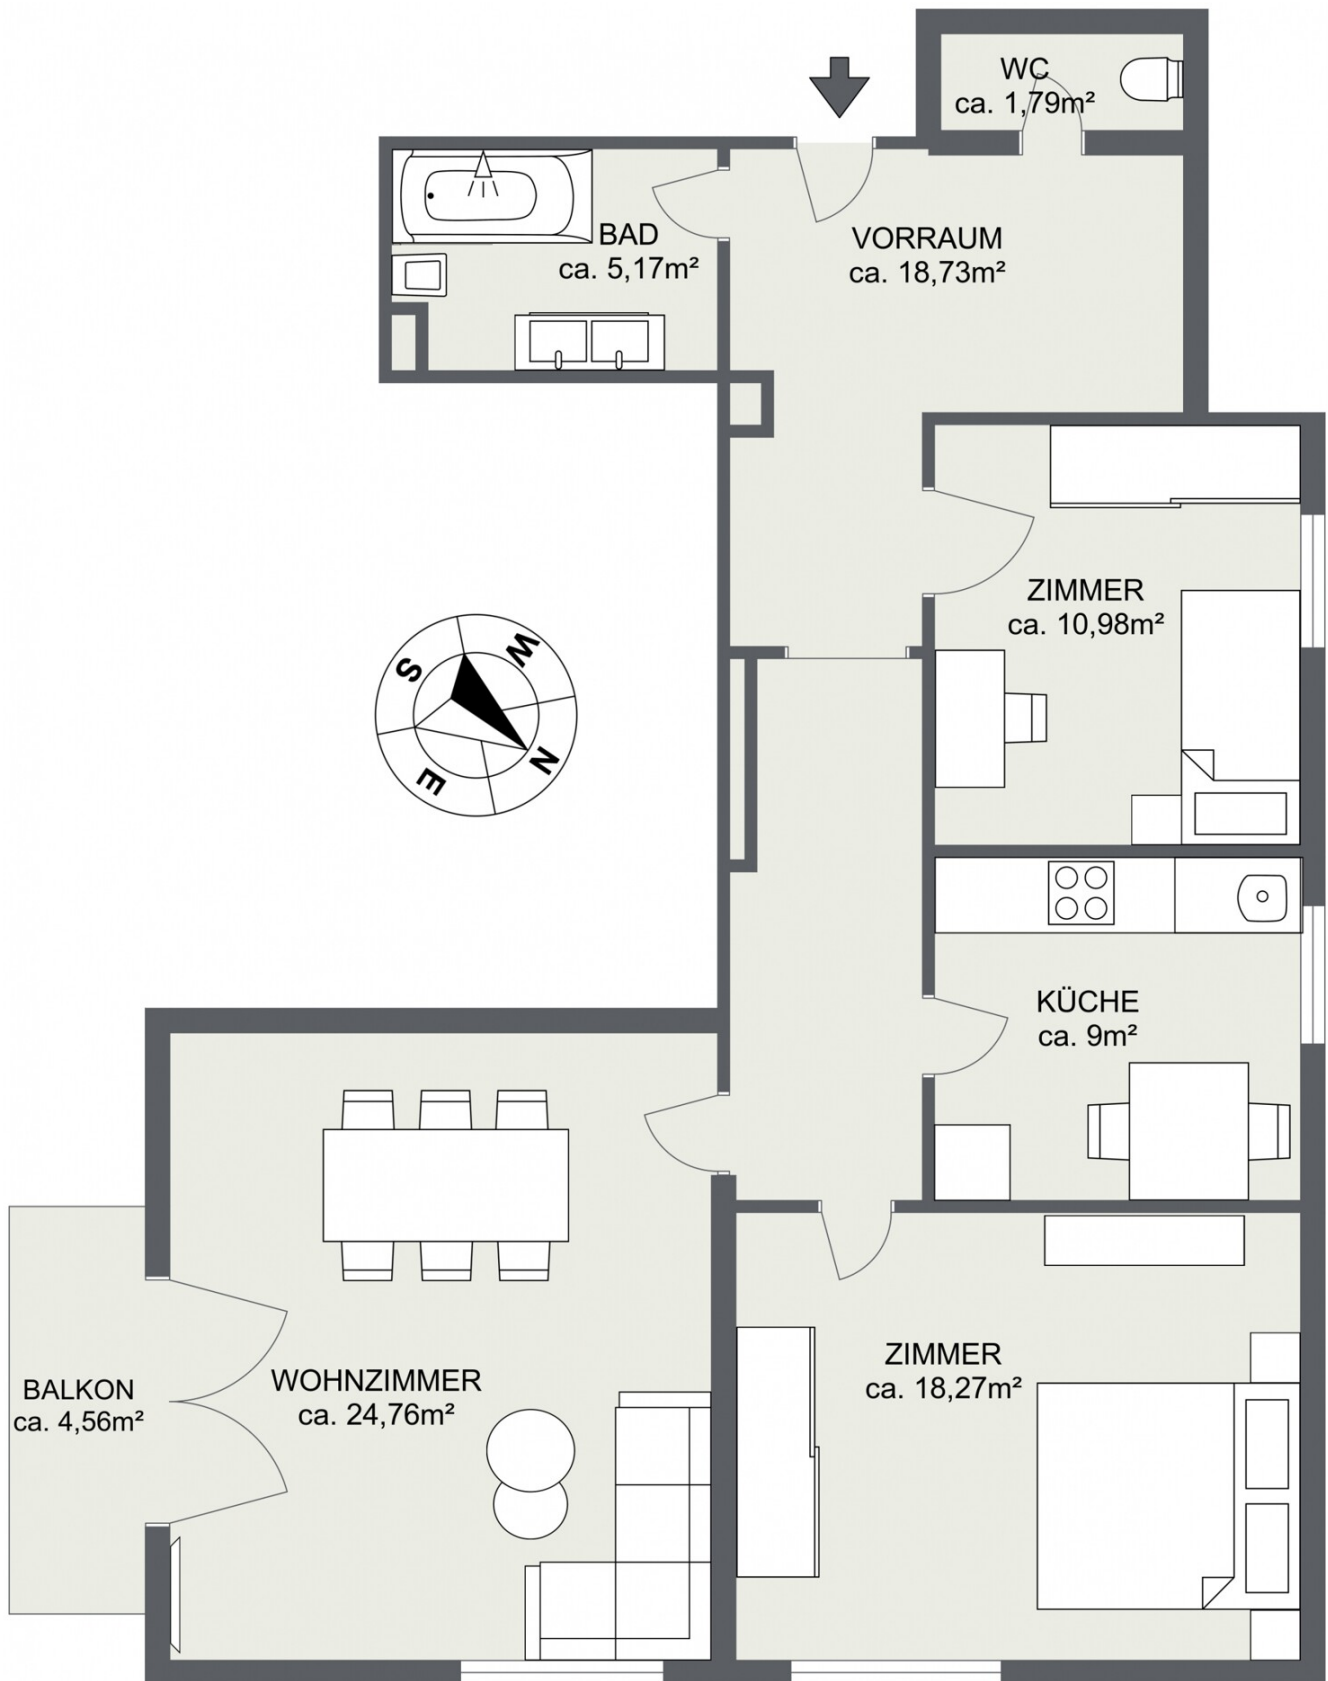 WC
ca. 1,79m²
BAD
ca. 5,17m²
VORRAUM
ca. 18,73m²
ZIMMER
ca. 10,98m²
S
W
E
N
KÜCHE
ca. 9m²
BALKON
ca. 4,56m²
WOHNZIMMER
ca. 24,76m²
ZIMMER
ca. 18,27m²